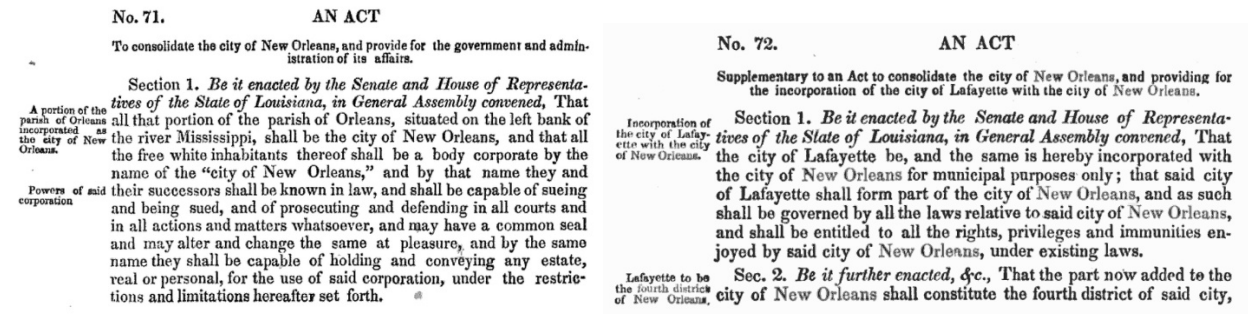 No. 71. AN ACT
To consolidate the city of New Orleans, and provide for the government and admin-
istration of its affairs.
A portion of the
parish of Orleans
incorporated as
the city of New
Orleans.
Section 1. Be it enacted by the Senate and House of Representa-
tives of the State of Louisiana, in General Assembly convened, That
all that portion of the parish of Orleans, situated on the left bank of
the river Mississippi, shall be the city of New Orleans, and that all
the free white inhabitants thereof shall be a body corporate by the
name of the “city of New Orleans,” and by that name they and
Powers of said
corporation
their successors shall be known in law, and shall be capable of sueing
and being sued, and of prosecuting and defending in all courts and
in all actions and matters whatsoever, and may have a common seal
and may alter and change the same at pleasure, and by the same
name they shall be capable of holding and conveying any estate,
real or personal, for the use of said corporation, under the restric-
tions and limitations hereafter set forth.
No. 72. AN ACT
Supplementary to an Act to consolidate the city of New Orleans, and providing for
the incorporation of the city of Lafayette with the city of New Orleans.
Incorporation of
the city of Lafay-
ette with the city
of New Orleans.
Section 1. Be it enacted by the Senate and House of Representa-
tives of the State of Louisiana, in General Assembly convened, That
the city of Lafayette be, and the same is hereby incorporated with
the city of New Orleans for municipal purposes only; that said city
of Lafayette shall form part of the city of New Orleans, and as such
shall be governed by all the laws relative to said city of New Orleans,
and shall be entitled to all the rights, privileges and immunities en-
joyed by said city of New Orleans, under existing laws.
Lafayette to be
the fourth district
of New Orleans.
Sec. 2. Be it further enacted, &c., That the part now added to the
city of New Orleans shall constitute the fourth district of said city,